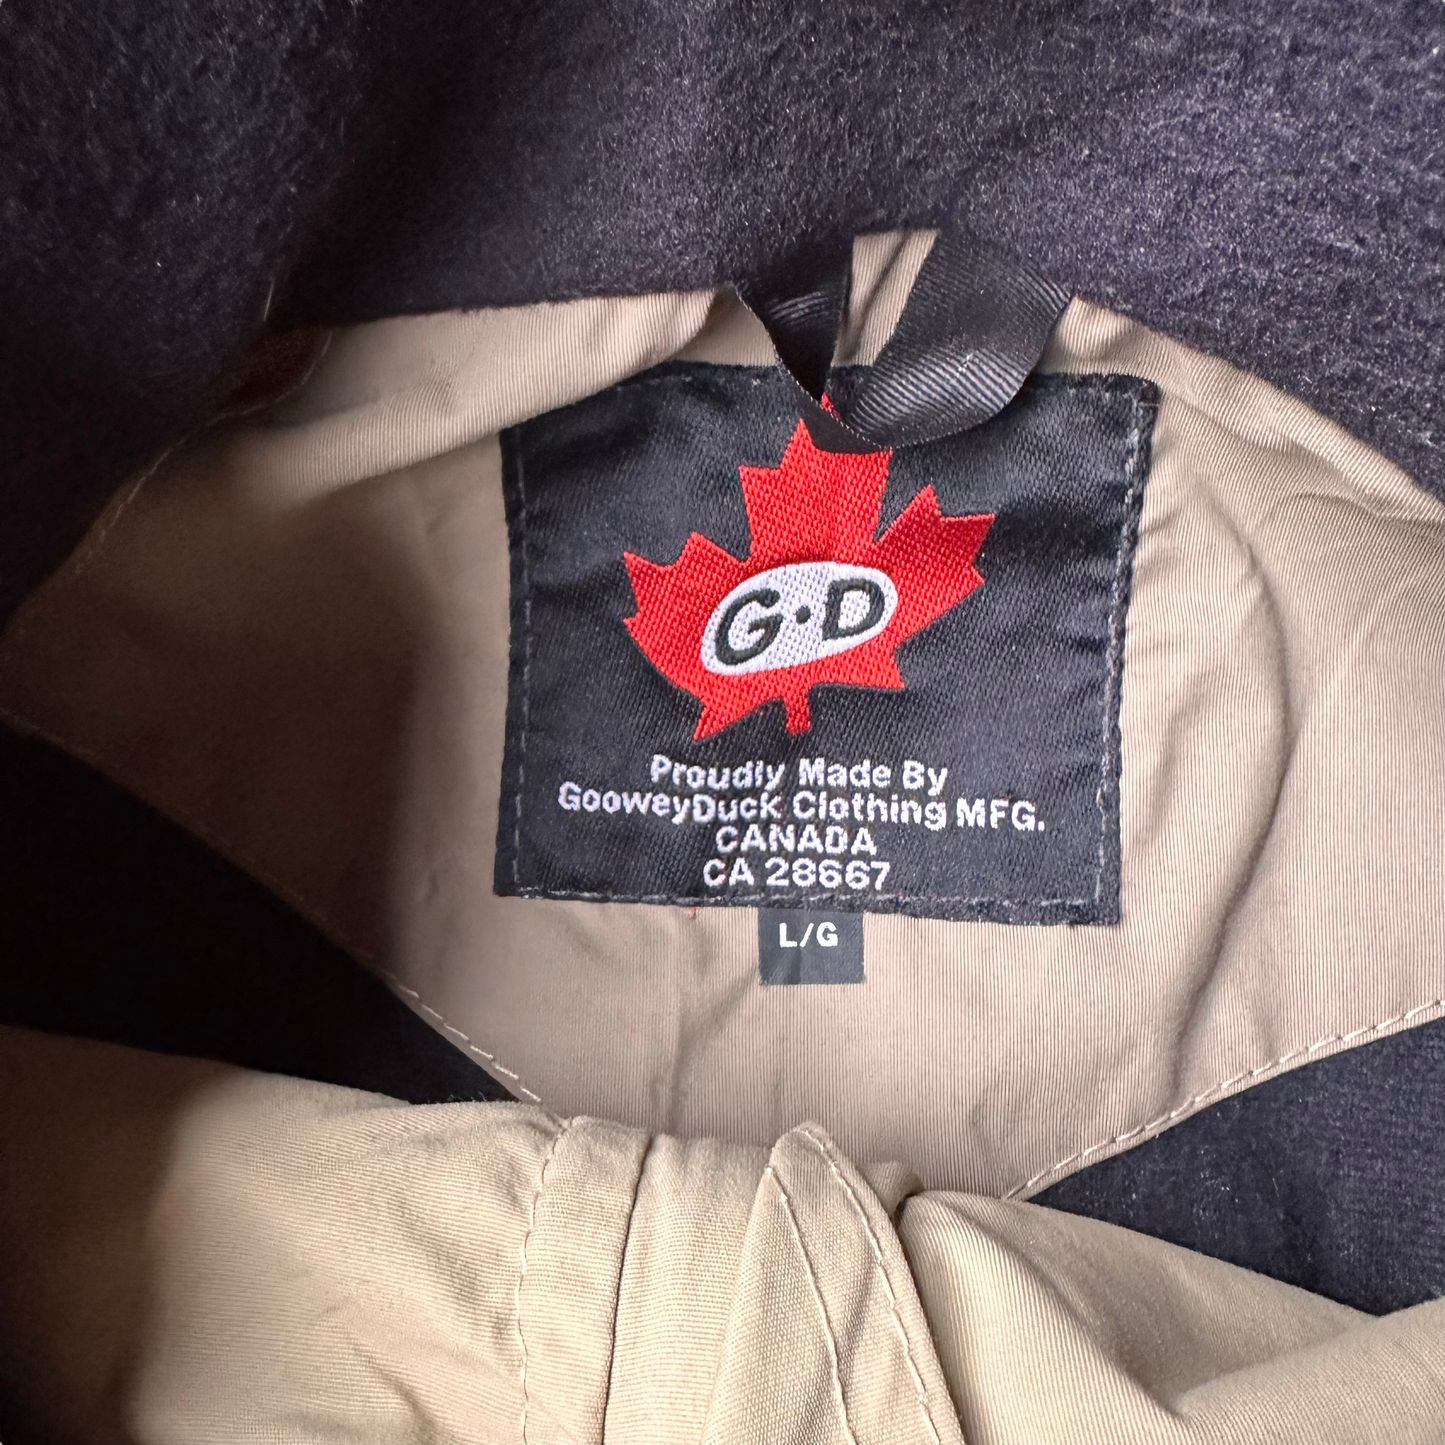 G·D
Proudly Made By
GooweyDuck Clothing MFG.
CANADA
CA 28667
L/G